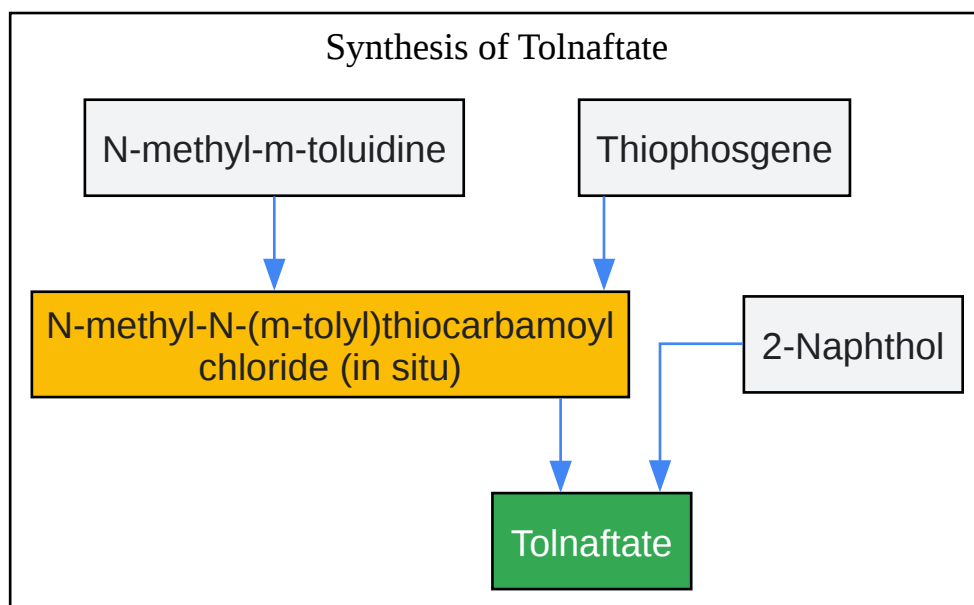 Synthesis of Tolnaftate
N-methyl-m-toluidine
Thiophosgene
N-methyl-N-(m-tolyl)thiocarbamoyl
chloride (in situ)
2-Naphthol
Tolnaftate